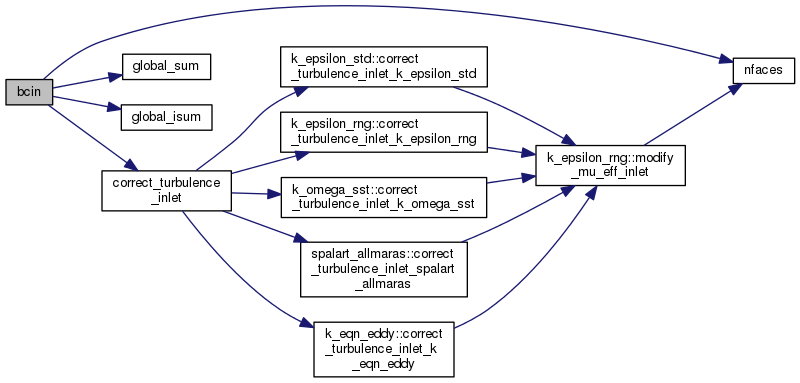 bcin
global_sum
global_isum
correct_turbulence
_inlet
k_epsilon_std::correct
_turbulence_inlet_k_epsilon_std
k_epsilon_rng::correct
_turbulence_inlet_k_epsilon_rng
k_omega_sst::correct
_turbulence_inlet_k_omega_sst
spalart_allmaras::correct
_turbulence_inlet_spalart
_allmaras
k_eqn_eddy::correct
_turbulence_inlet_k
_eqn_eddy
k_epsilon_rng::modify
_mu_eff_inlet
nfaces